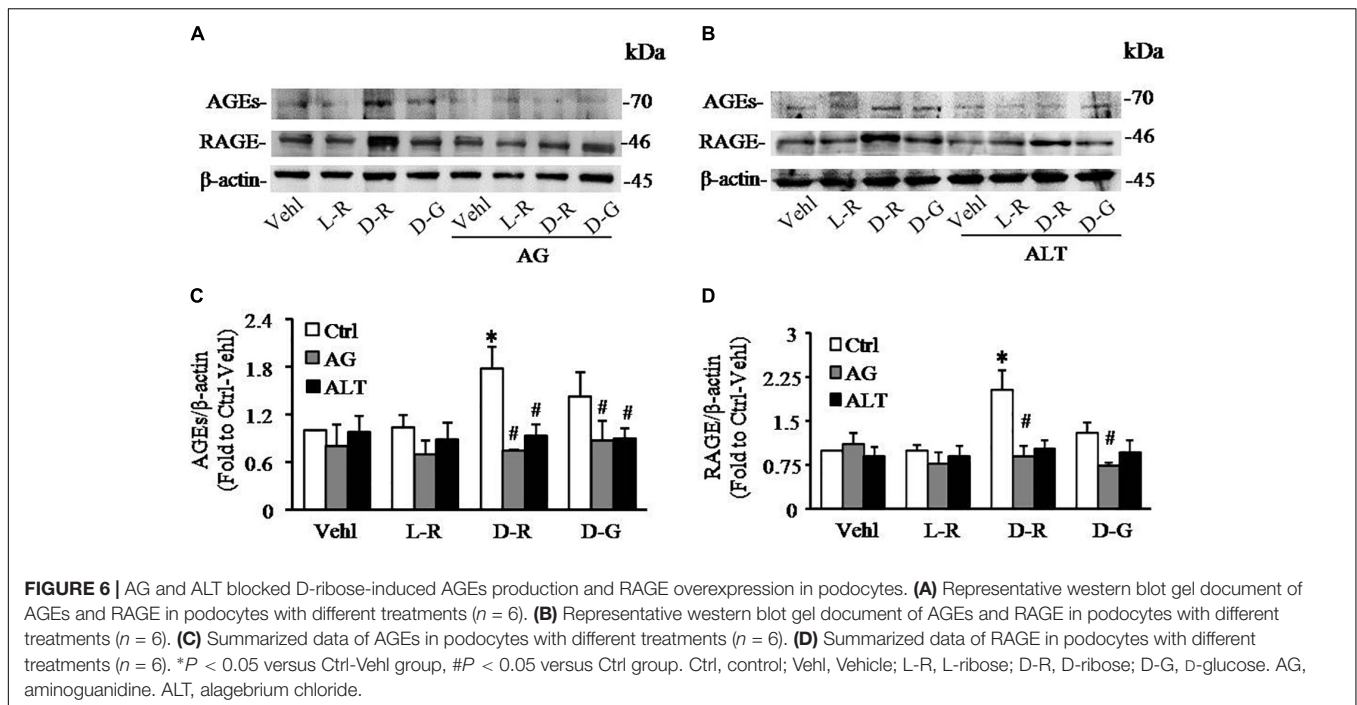 A
kDa
AGEs-
-70
RAGE-
-46
β-actin-
-45
Vehl L-R D-R D-G Vehl L-R D-R D-G
AG
B
kDa
AGEs-
-70
RAGE-
-46
β-actin-
-45
Vehl L-R D-R D-G Vehl L-R D-R D-G
ALT
C
AGEs/β-actin
(Fold to Ctrl-Vehl)
2.4
1.8
1.2
0.6
0
Ctrl
AG
ALT
*
# #
# #
Vehl L-R D-R D-G
D
RAGE/β-actin
(Fold to Ctrl-Vehl)
3
2.25
1.5
0.75
0
Ctrl
AG
ALT
*
#
#
Vehl L-R D-R D-G
FIGURE 6 | AG and ALT blocked D-ribose-induced AGEs production and RAGE overexpression in podocytes. (A) Representative western blot gel document of
AGEs and RAGE in podocytes with different treatments (n = 6). (B) Representative western blot gel document of AGEs and RAGE in podocytes with different
treatments (n = 6). (C) Summarized data of AGEs in podocytes with different treatments (n = 6). (D) Summarized data of RAGE in podocytes with different
treatments (n = 6). *P < 0.05 versus Ctrl-Vehl group, #P < 0.05 versus Ctrl group. Ctrl, control; Vehl, Vehicle; L-R, L-ribose; D-R, D-ribose; D-G, D-glucose. AG,
aminoguanidine. ALT, alagebrium chloride.